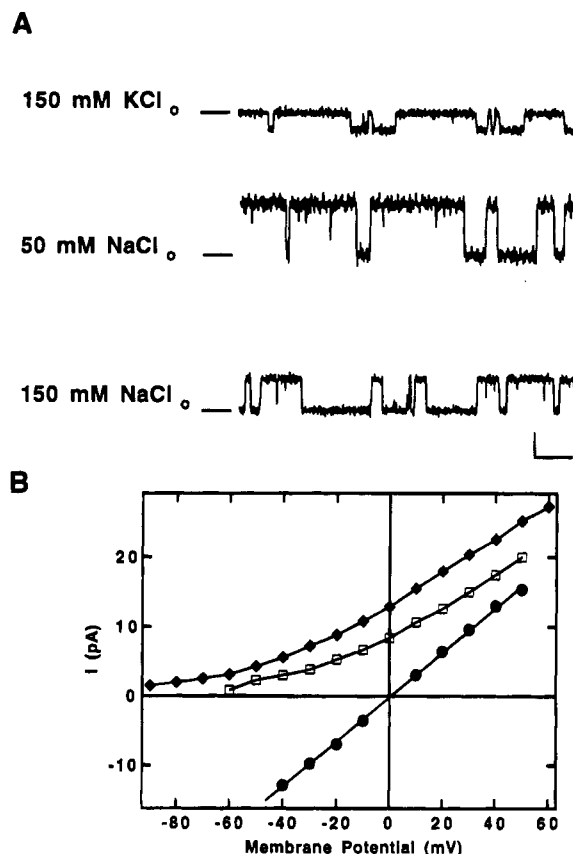 A
150 mM KCl o
50 mM NaCl o
150 mM NaCl o
B
I (pA)
20
10
0
-10
-80 -60 -40 -20 0 20 40 60
Membrane Potential (mV)